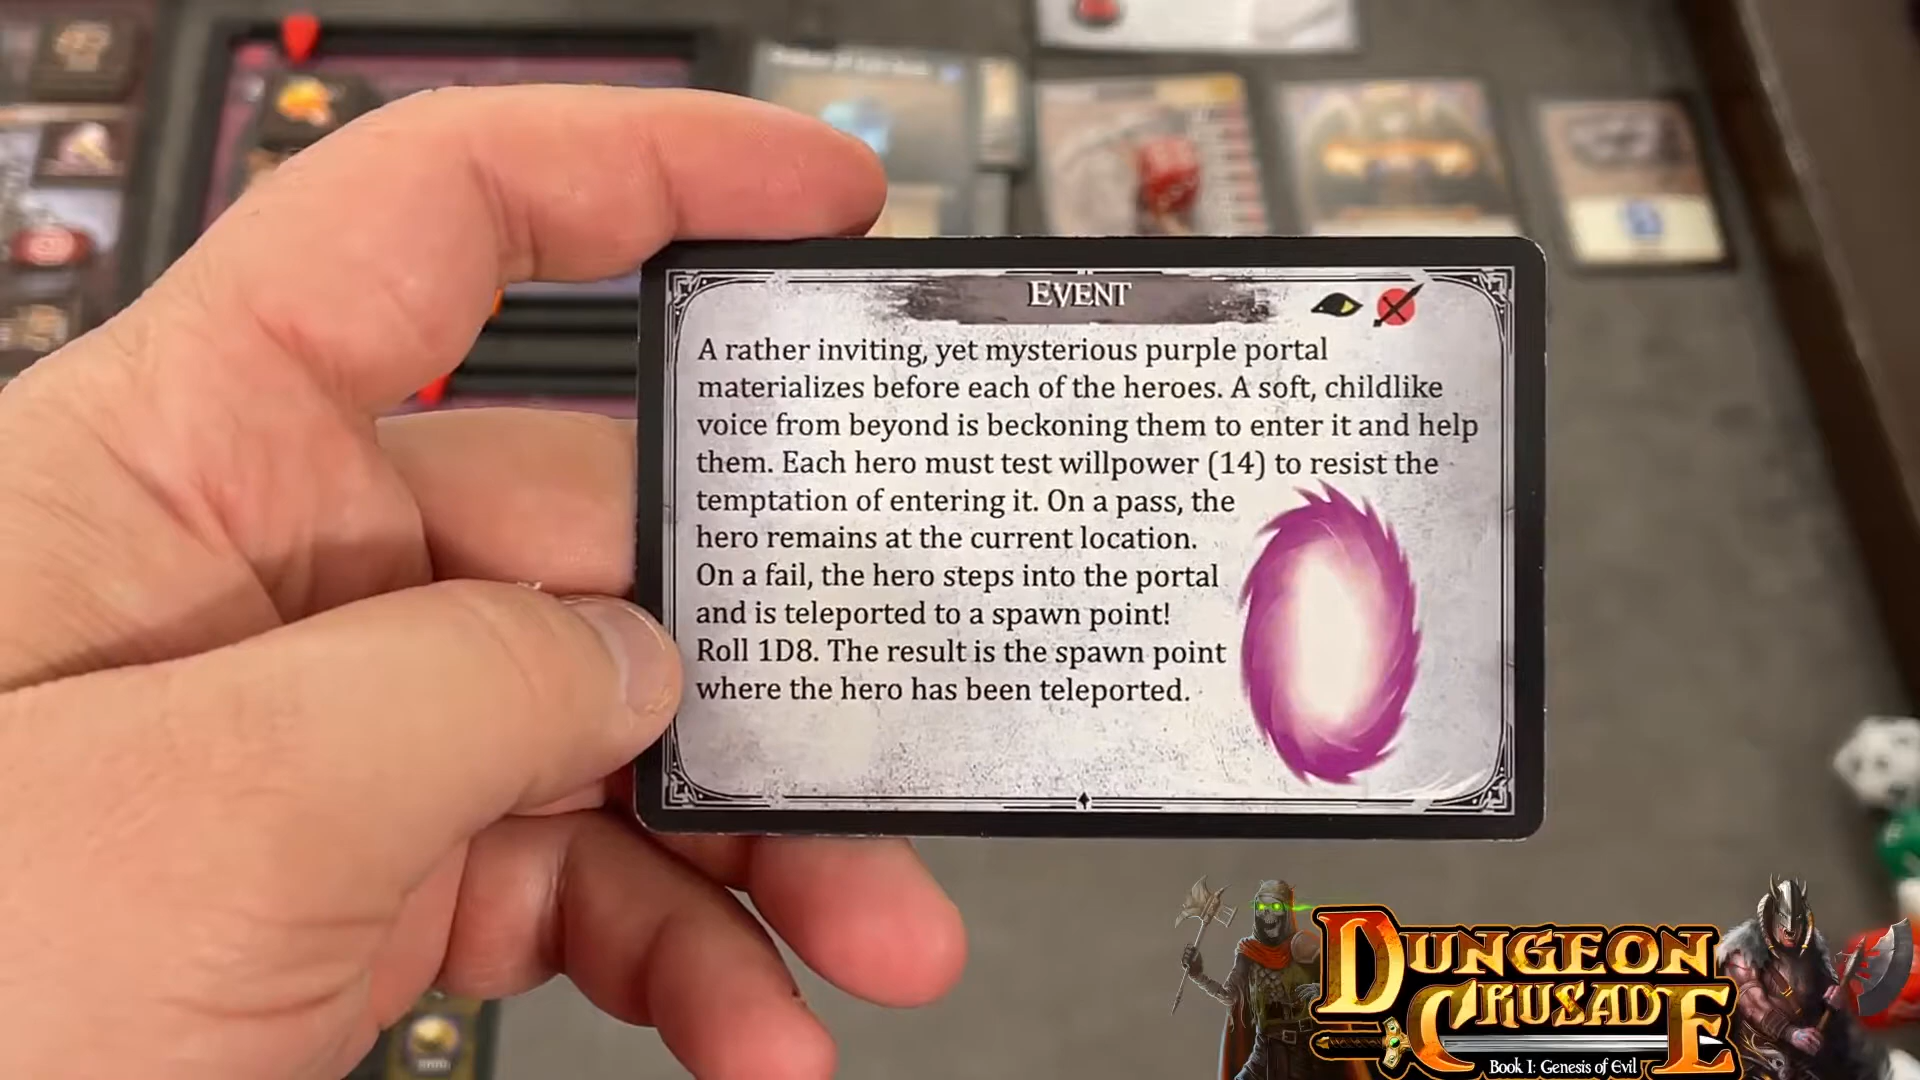 EVENT
A rather inviting, yet mysterious purple portal
materializes before each of the heroes. A soft, childlike
voice from beyond is beckoning them to enter it and help
them. Each hero must test willpower (14) to resist the
temptation of entering it. On a pass, the
hero remains at the current location.
On a fail, the hero steps into the portal
and is teleported to a spawn point!
Roll 1D8. The result is the spawn point
where the hero has been teleported.
DUNGEON
CRUSADE
Book 1: Genesis of Evil